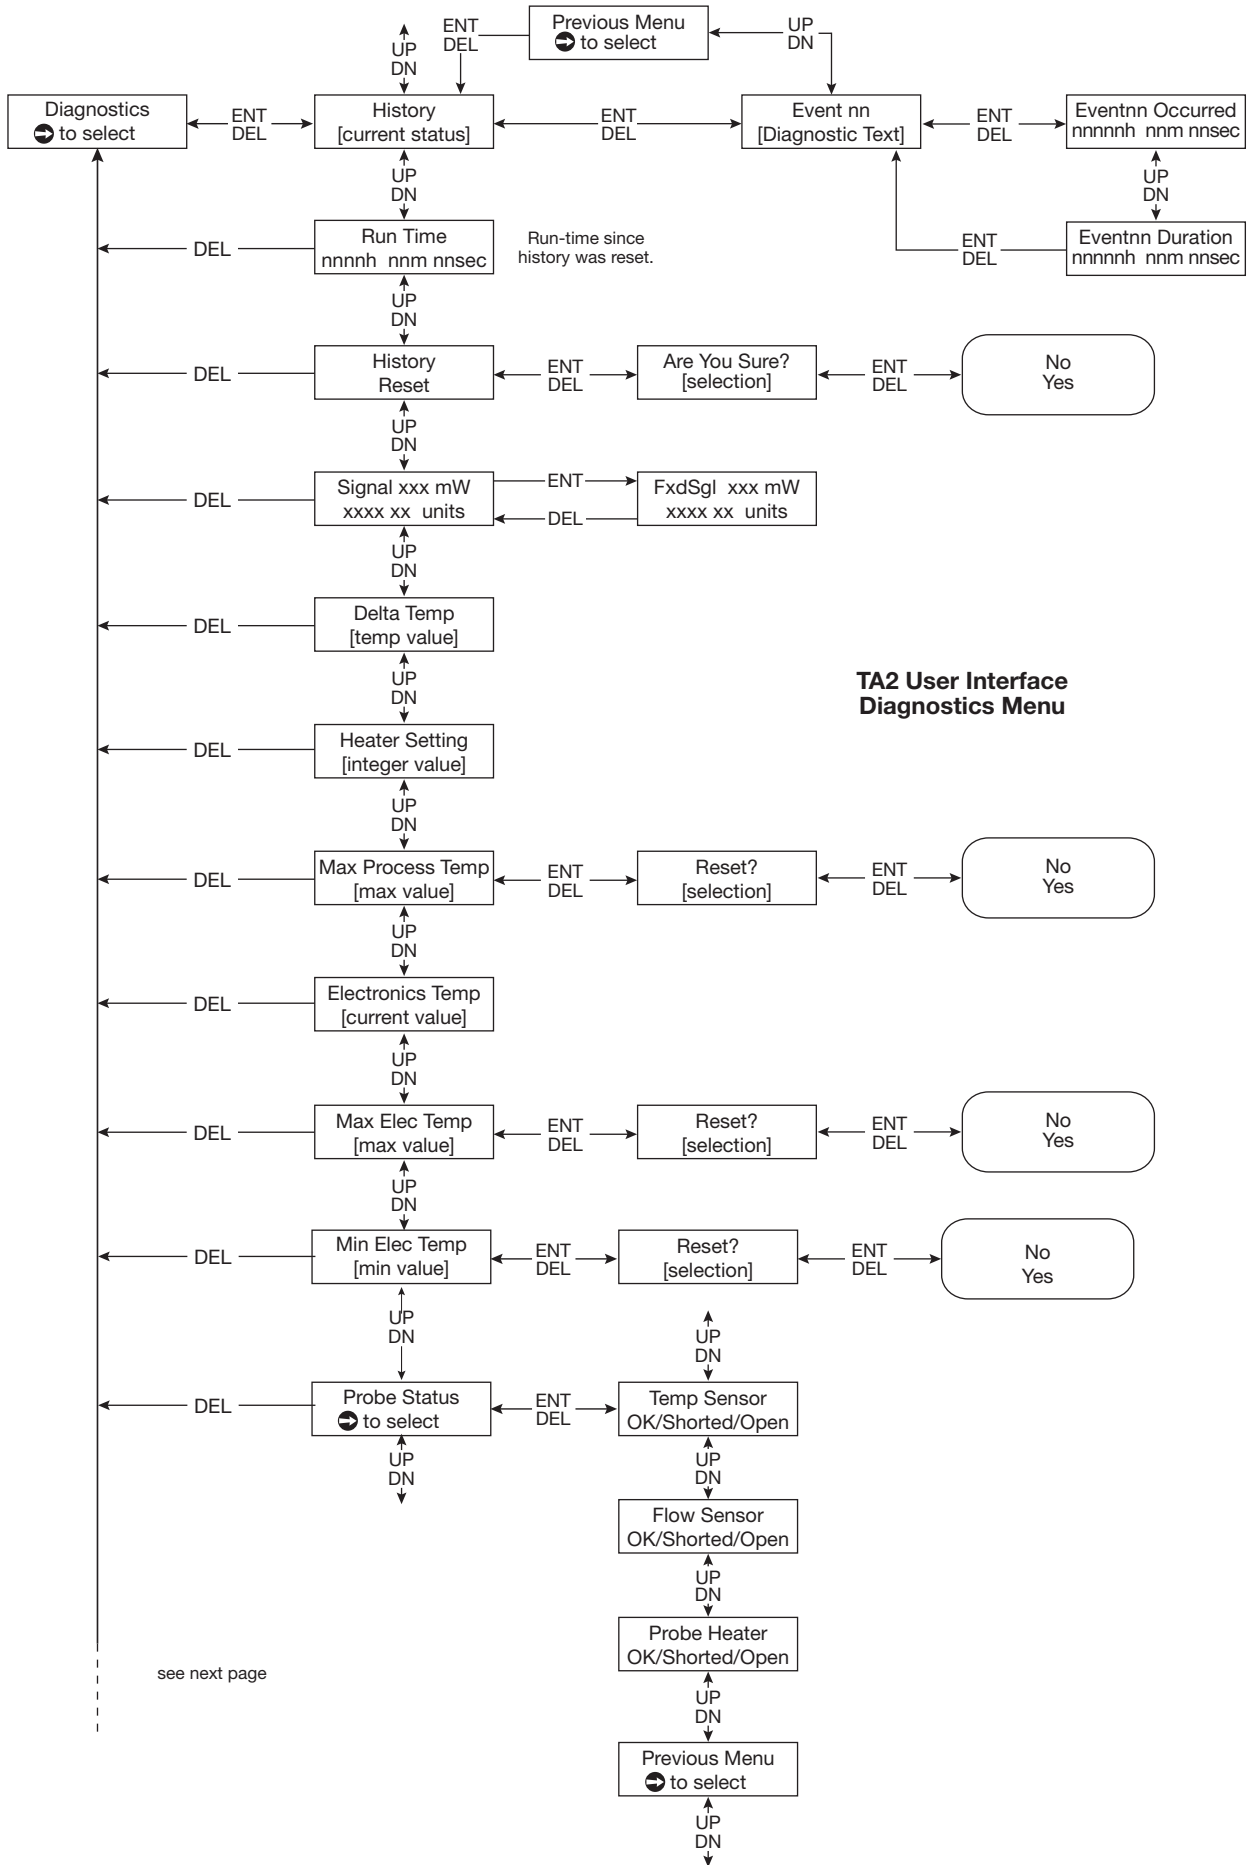 Previous Menu
to select
ENT
DEL
UP
DN
UP
DN
Diagnostics
to select
ENT
DEL
History
[current status]
ENT
DEL
Event nn
[Diagnostic Text]
ENT
DEL
Eventnn Occurred
nnnnnh nnm nnsec
UP
DN
UP
DN
DEL
Run Time
nnnnh nnm nnsec
Run-time since
history was reset.
ENT
DEL
Eventnn Duration
nnnnnh nnm nnsec
UP
DN
DEL
History
Reset
ENT
DEL
Are You Sure?
[selection]
ENT
DEL
No
Yes
UP
DN
DEL
Signal xxx mW
xxxx xx units
ENT
DEL
FxdSgl xxx mW
xxxx xx units
UP
DN
DEL
Delta Temp
[temp value]
UP
DN
TA2 User Interface
Diagnostics Menu
DEL
Heater Setting
[integer value]
UP
DN
DEL
Max Process Temp
[max value]
ENT
DEL
Reset?
[selection]
ENT
DEL
No
Yes
UP
DN
DEL
Electronics Temp
[current value]
UP
DN
DEL
Max Elec Temp
[max value]
ENT
DEL
Reset?
[selection]
ENT
DEL
No
Yes
UP
DN
DEL
Min Elec Temp
[min value]
ENT
DEL
Reset?
[selection]
ENT
DEL
No
Yes
UP
DN
UP
DN
DEL
Probe Status
to select
ENT
DEL
Temp Sensor
OK/Shorted/Open
UP
DN
UP
DN
Flow Sensor
OK/Shorted/Open
UP
DN
Probe Heater
OK/Shorted/Open
see next page
UP
DN
Previous Menu
to select
UP
DN